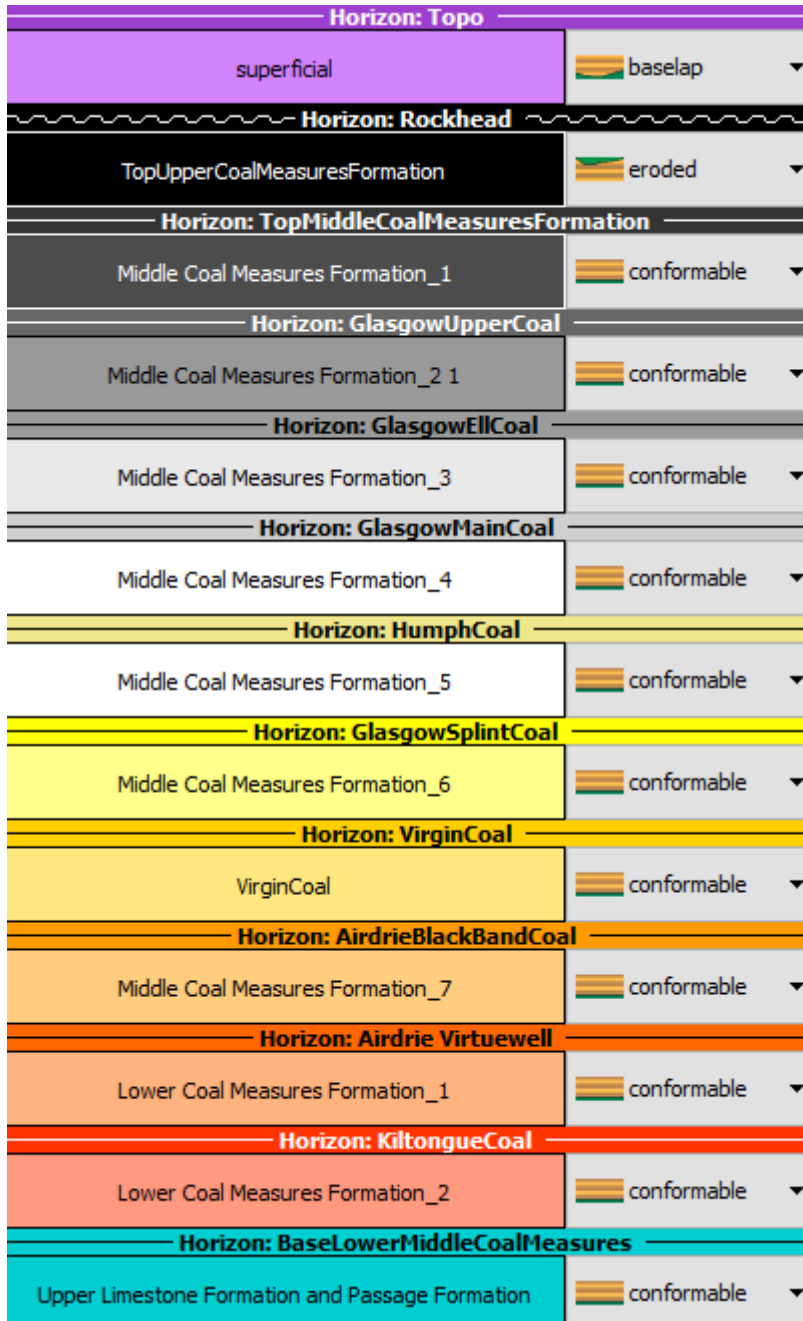 Horizon: Topo
superficial baselap
Horizon: Rockhead
TopUpperCoalMeasuresFormation eroded
Horizon: TopMiddleCoalMeasuresFormation
Middle Coal Measures Formation_1 conformable
Horizon: GlasgowUpperCoal
Middle Coal Measures Formation_2 1 conformable
Horizon: GlasgowEllCoal
Middle Coal Measures Formation_3 conformable
Horizon: GlasgowMainCoal
Middle Coal Measures Formation_4 conformable
Horizon: HumphCoal
Middle Coal Measures Formation_5 conformable
Horizon: GlasgowSplintCoal
Middle Coal Measures Formation_6 conformable
Horizon: VirginCoal
VirginCoal conformable
Horizon: AirdrieBlackBandCoal
Middle Coal Measures Formation_7 conformable
Horizon: Airdrie Virtuewell
Lower Coal Measures Formation_1 conformable
Horizon: KiltongueCoal
Lower Coal Measures Formation_2 conformable
Horizon: BaseLowerMiddleCoalMeasures
Upper Limestone Formation and Passage Formation conformable